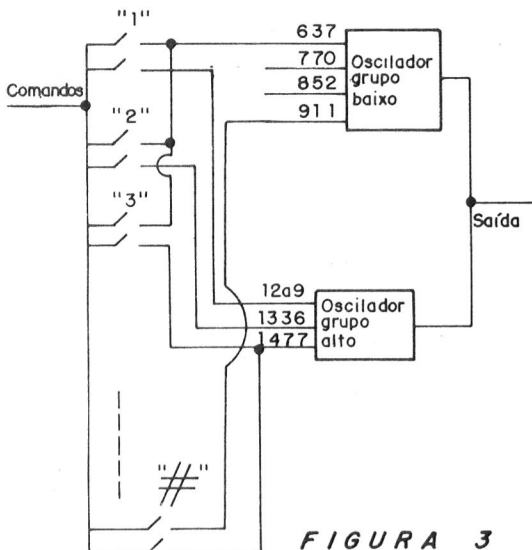 "1"
637
770
852
911
Oscilador
grupo
baixo
Comandos
"2"
"3"
Saída
12a9
1336
1477
Oscilador
grupo
alto
"#"
FIGURA 3